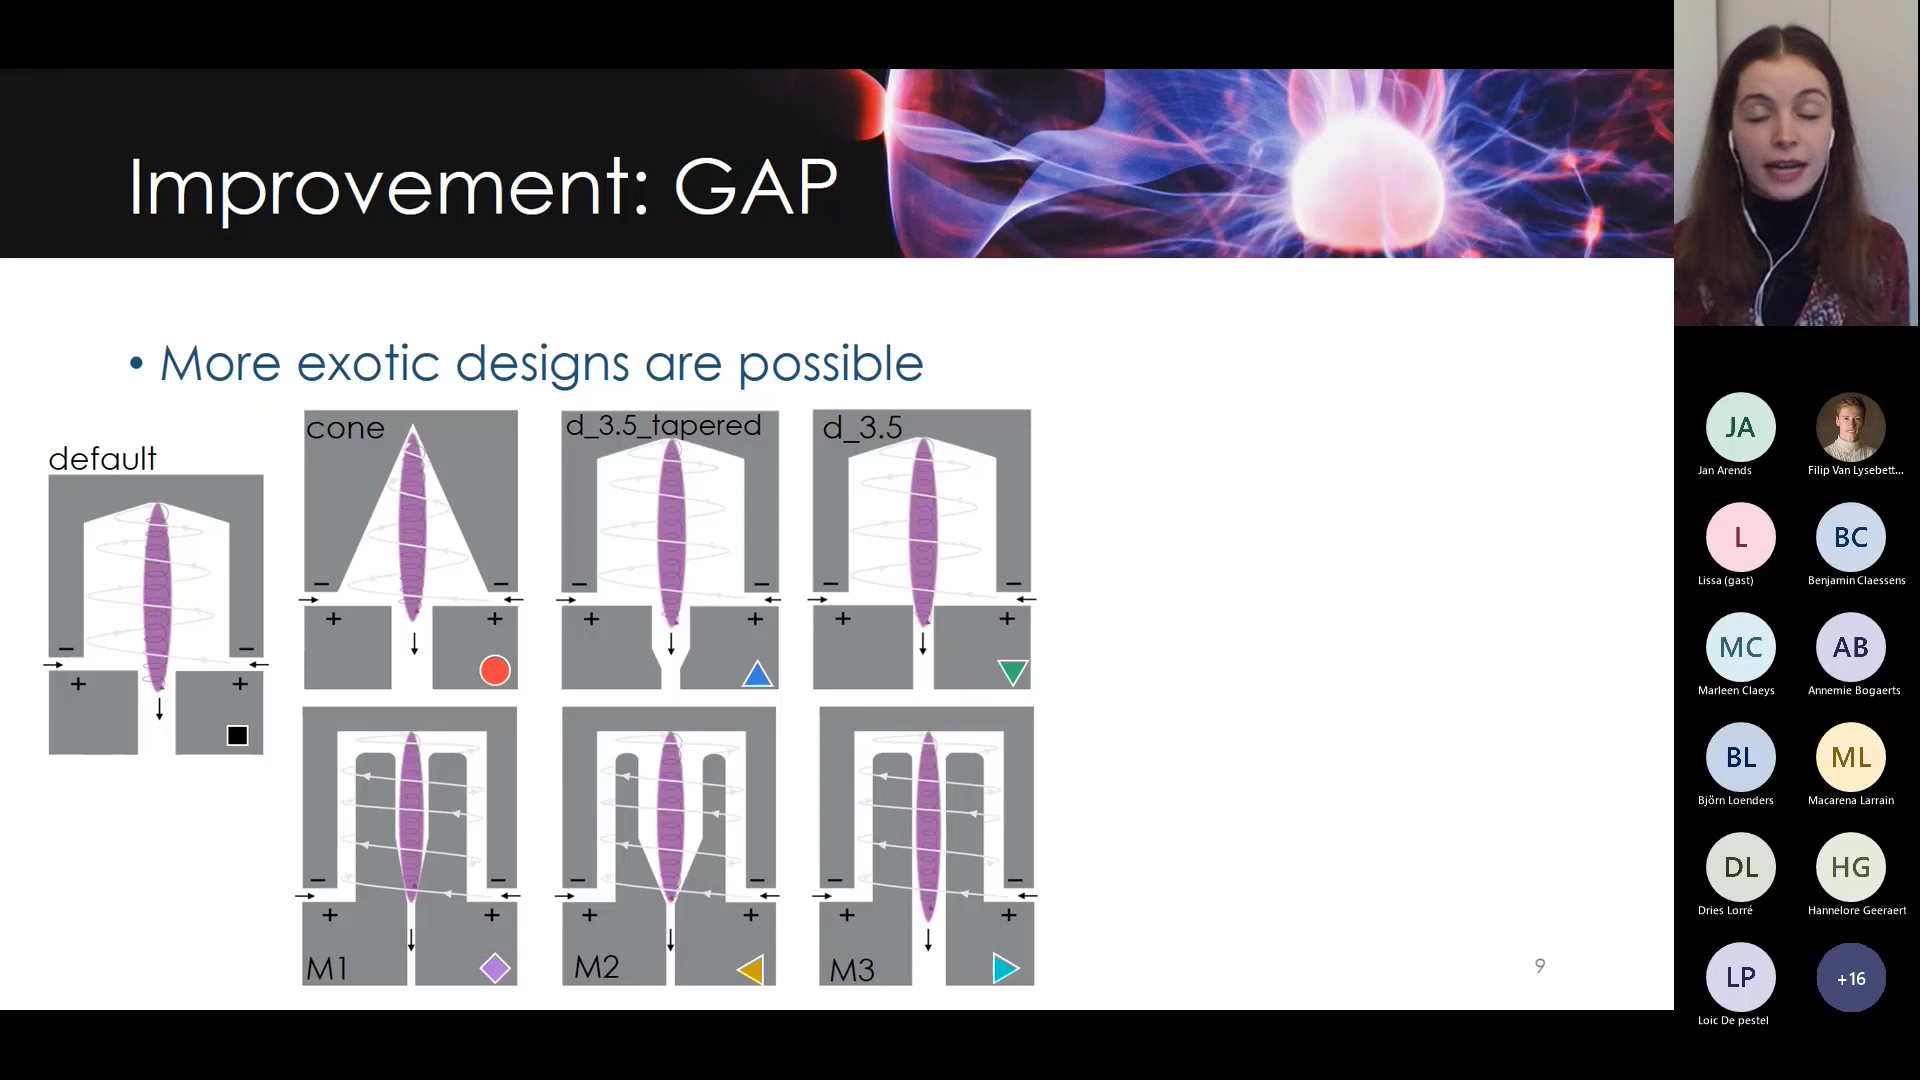 Improvement: GAP
• More exotic designs are possible
default
cone
d_3.5_tapered
d_3.5
− −
+ +
− −
+ +
− −
+ +
− −
+ +
− −
+ +
− −
+ +
− −
+ +
M1
M2
M3
9
JA
Jan Arends
Filip Van Lysebett...
L
Lissa (gast)
BC
Benjamin Claessens
MC
Marleen Claeys
AB
Annemie Bogaerts
BL
Björn Loenders
ML
Macarena Larrain
DL
Dries Lorré
HG
Hannelore Geeraert
LP
Loic De pestel
+16